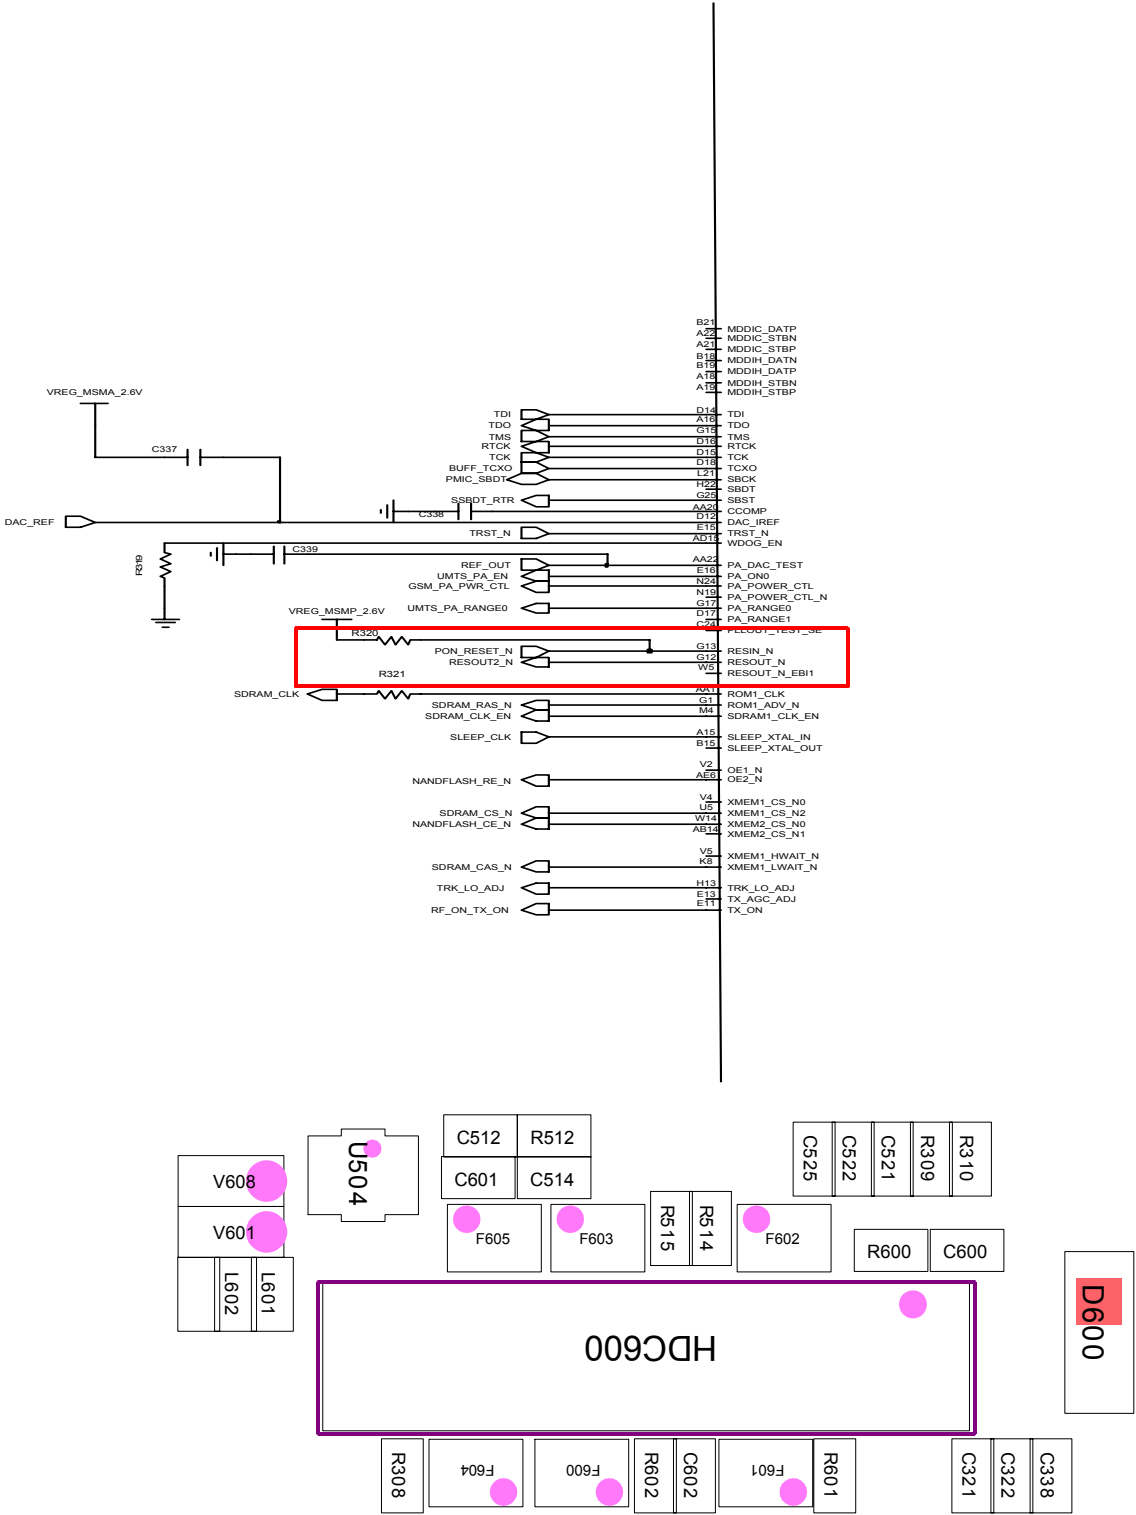 B21 MDDIC_DATP
A22 MDDIC_STBN
A21 MDDIC_STBP
B18 MDDIH_DATN
B19 MDDIH_DATP
A18 MDDIH_STBN
A19 MDDIH_STBP
VREG_MSMA_2.6V
TDI D14 TDI
TDO A16 TDO
TMS G15 TMS
RTCK D16 RTCK
C337 TCK D15 TCK
BUFF_TCXO D18 TCXO
PMIC_SBDT L21 SBCK
H22 SBDT
SSBDT_RTR G25 SBST
C338 AA20 CCOMP
DAC_REF D12 DAC_IREF
TRST_N E15 TRST_N
AD15 WDOG_EN
C339
R319 REF_OUT AA22 PA_DAC_TEST
UMTS_PA_EN E16 PA_ON0
GSM_PA_PWR_CTL N24 PA_POWER_CTL
N19 PA_POWER_CTL_N
VREG_MSMP_2.6V UMTS_PA_RANGE0 G17 PA_RANGE0
D17 PA_RANGE1
R320 C24 PLLOUT_TEST_SE
PON_RESET_N G13 RESIN_N
RESOUT2_N G12 RESOUT_N
R321 W5 RESOUT_N_EBI1
SDRAM_CLK AA1 ROM1_CLK
SDRAM_RAS_N G1 ROM1_ADV_N
SDRAM_CLK_EN M4 SDRAM1_CLK_EN
SLEEP_CLK A15 SLEEP_XTAL_IN
B15 SLEEP_XTAL_OUT
V2 OE1_N
NANDFLASH_RE_N AE6 OE2_N
V4 XMEM1_CS_N0
SDRAM_CS_N U5 XMEM1_CS_N2
NANDFLASH_CE_N W14 XMEM2_CS_N0
AB14 XMEM2_CS_N1
V5 XMEM1_HWAIT_N
SDRAM_CAS_N K8 XMEM1_LWAIT_N
TRK_LO_ADJ H13 TRK_LO_ADJ
E13 TX_AGC_ADJ
RF_ON_TX_ON E11 TX_ON
C512 R512
U504 C525 C522 C521 R309 R310
V608 C601 C514
V601 F605 F603 R515 R514 F602
R600 C600
L602 L601
D600
HDC600
R308 F604 F600 R602 C602 F601 R601 C321 C322 C338